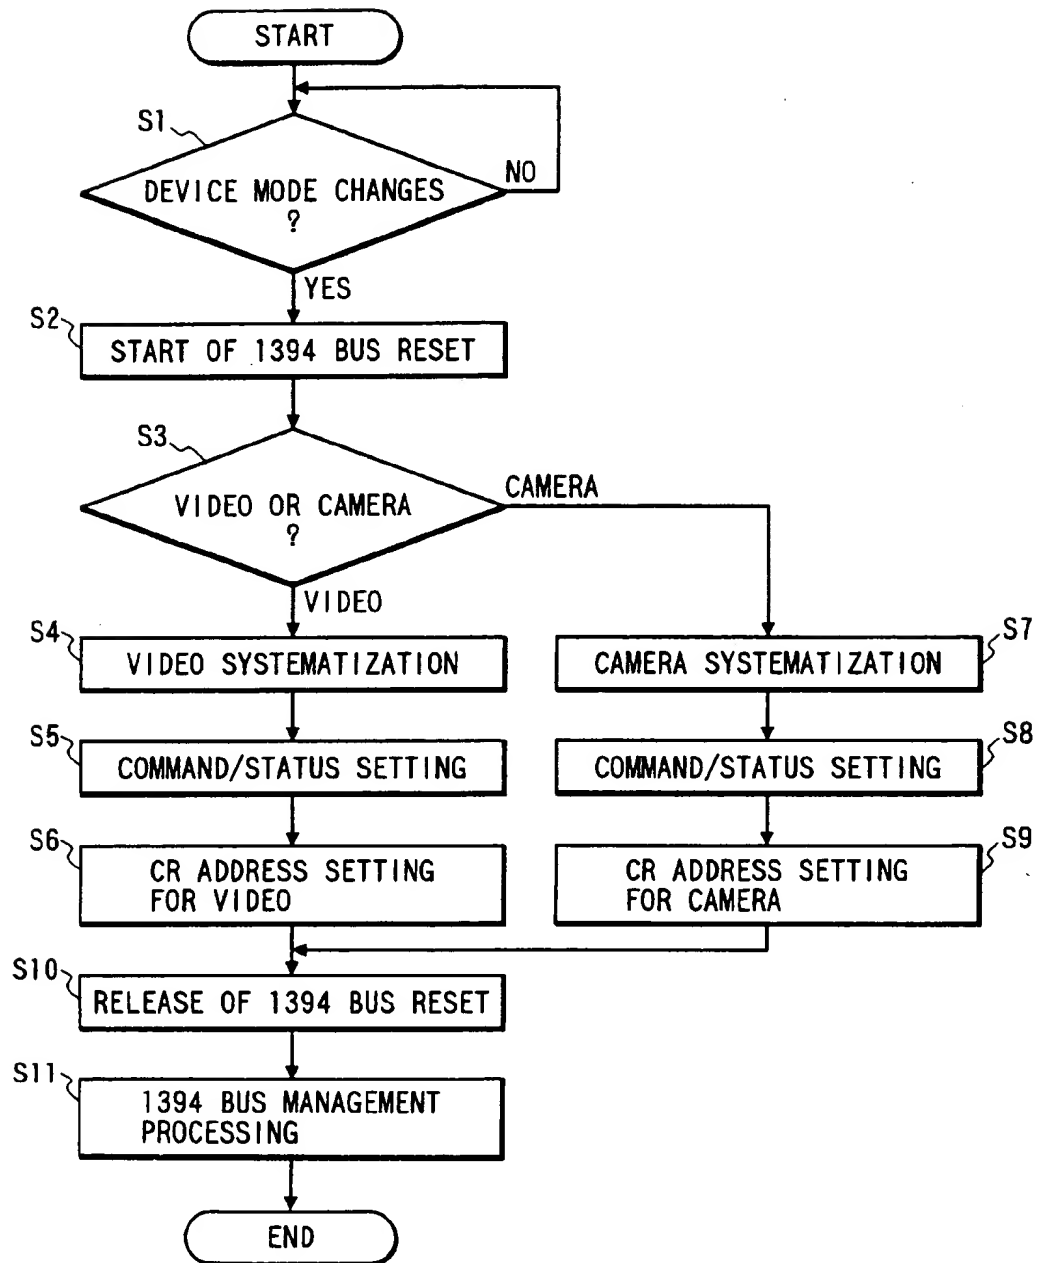 START
S1
DEVICE MODE CHANGES
?
NO
YES
S2
START OF 1394 BUS RESET
S3
VIDEO OR CAMERA
?
CAMERA
VIDEO
S4
VIDEO SYSTEMATIZATION
S7
CAMERA SYSTEMATIZATION
S5
COMMAND/STATUS SETTING
S8
COMMAND/STATUS SETTING
S6
CR ADDRESS SETTING
FOR VIDEO
S9
CR ADDRESS SETTING
FOR CAMERA
S10
RELEASE OF 1394 BUS RESET
S11
1394 BUS MANAGEMENT
PROCESSING
END